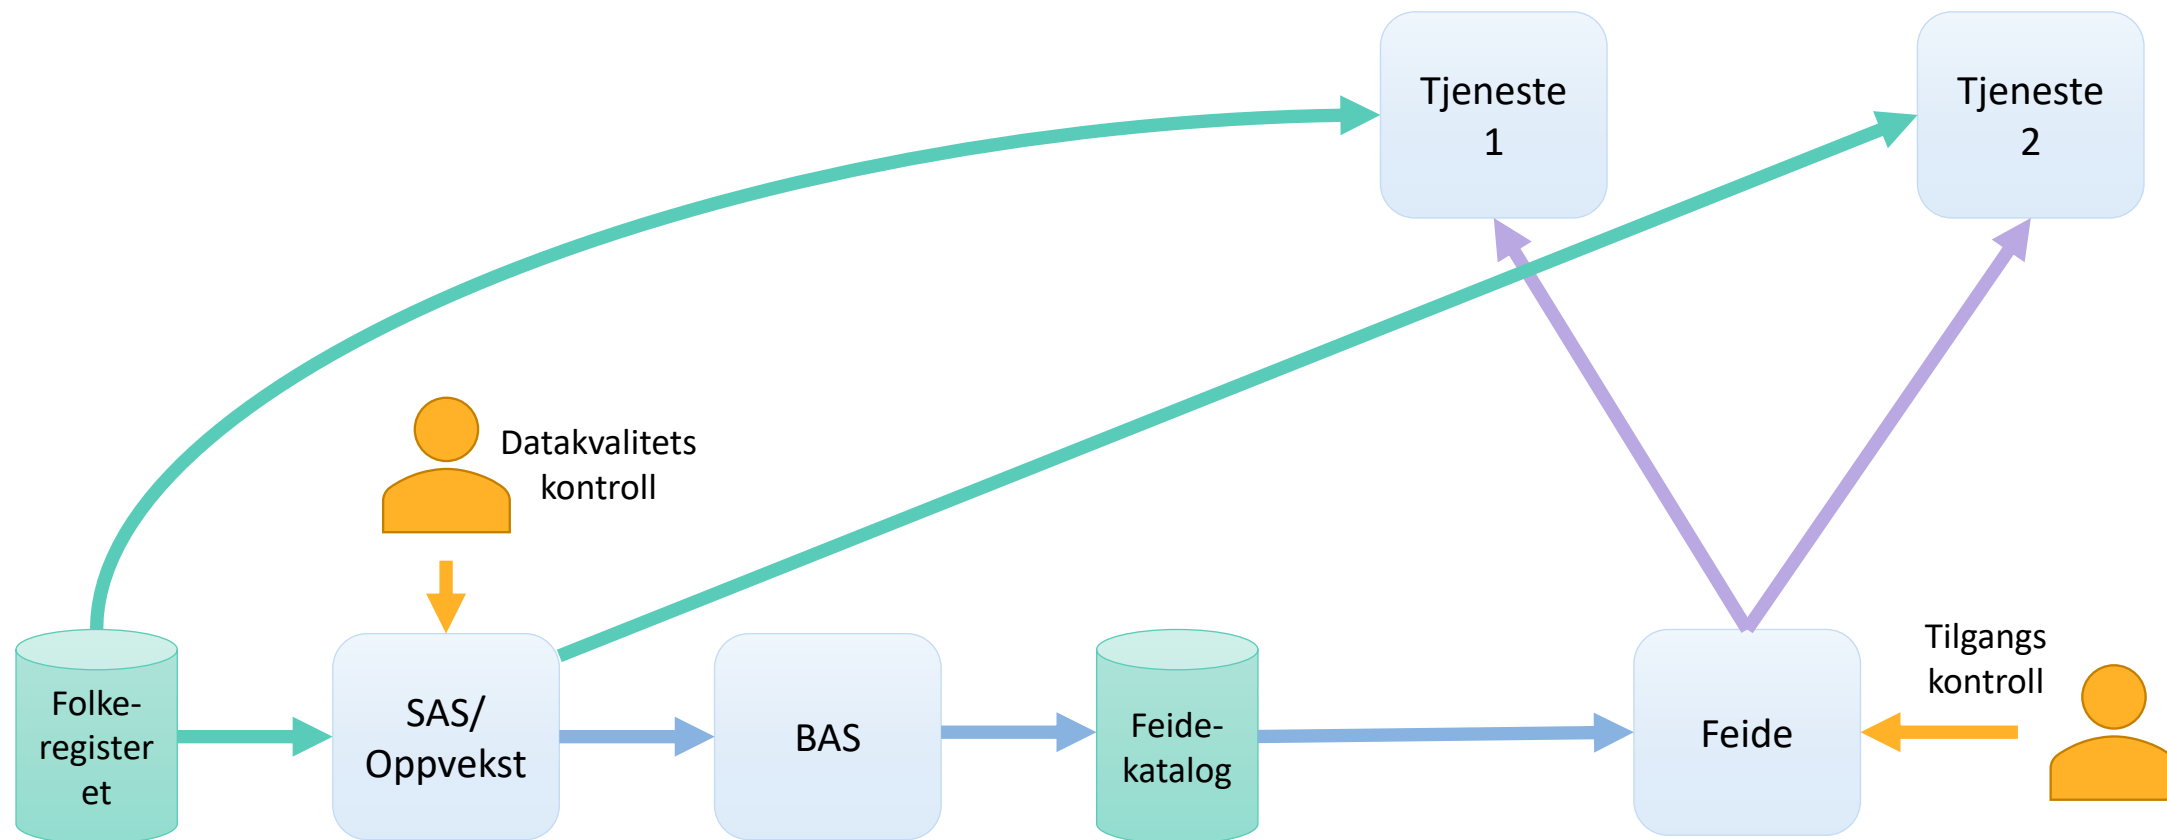 Tjeneste
1
Tjeneste
2
Datakvalitets
kontroll
Folke-
register
et
SAS/
Oppvekst
BAS
Feide-
katalog
Feide
Tilgangs
kontroll